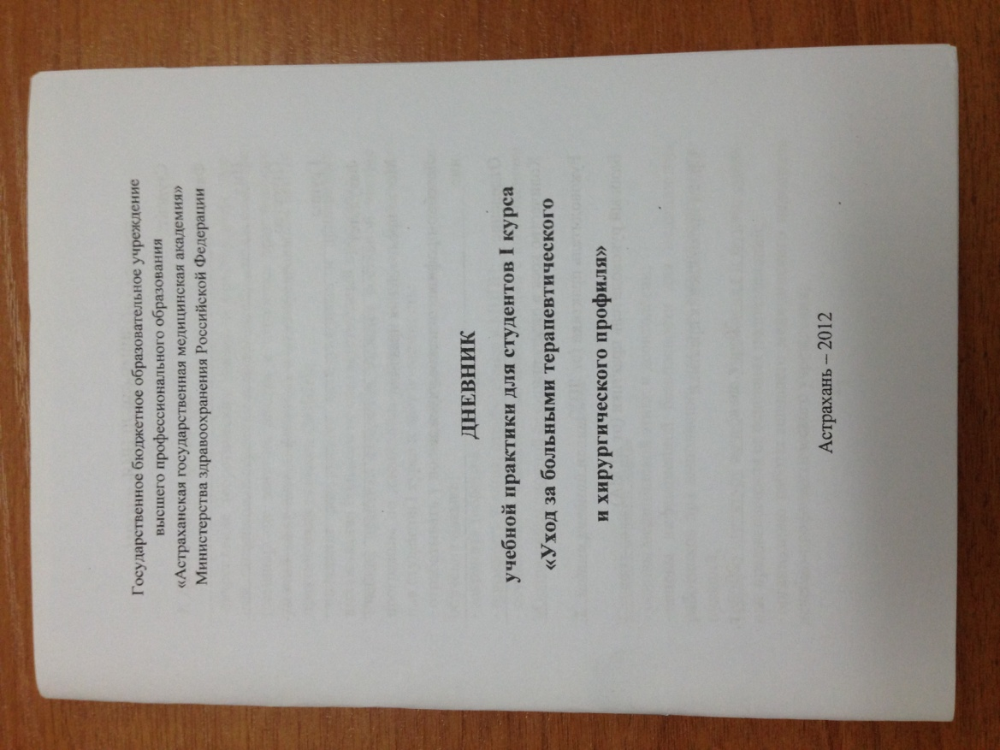 Государственное бюджетное образовательное учреждение
высшего профессионального образования
«Астраханская государственная медицинская академия»
Министерства здравоохранения Российской Федерации
ДНЕВНИК
учебной практики для студентов I курса
«Уход за больными терапевтического
и хирургического профиля»
Астрахань – 2012